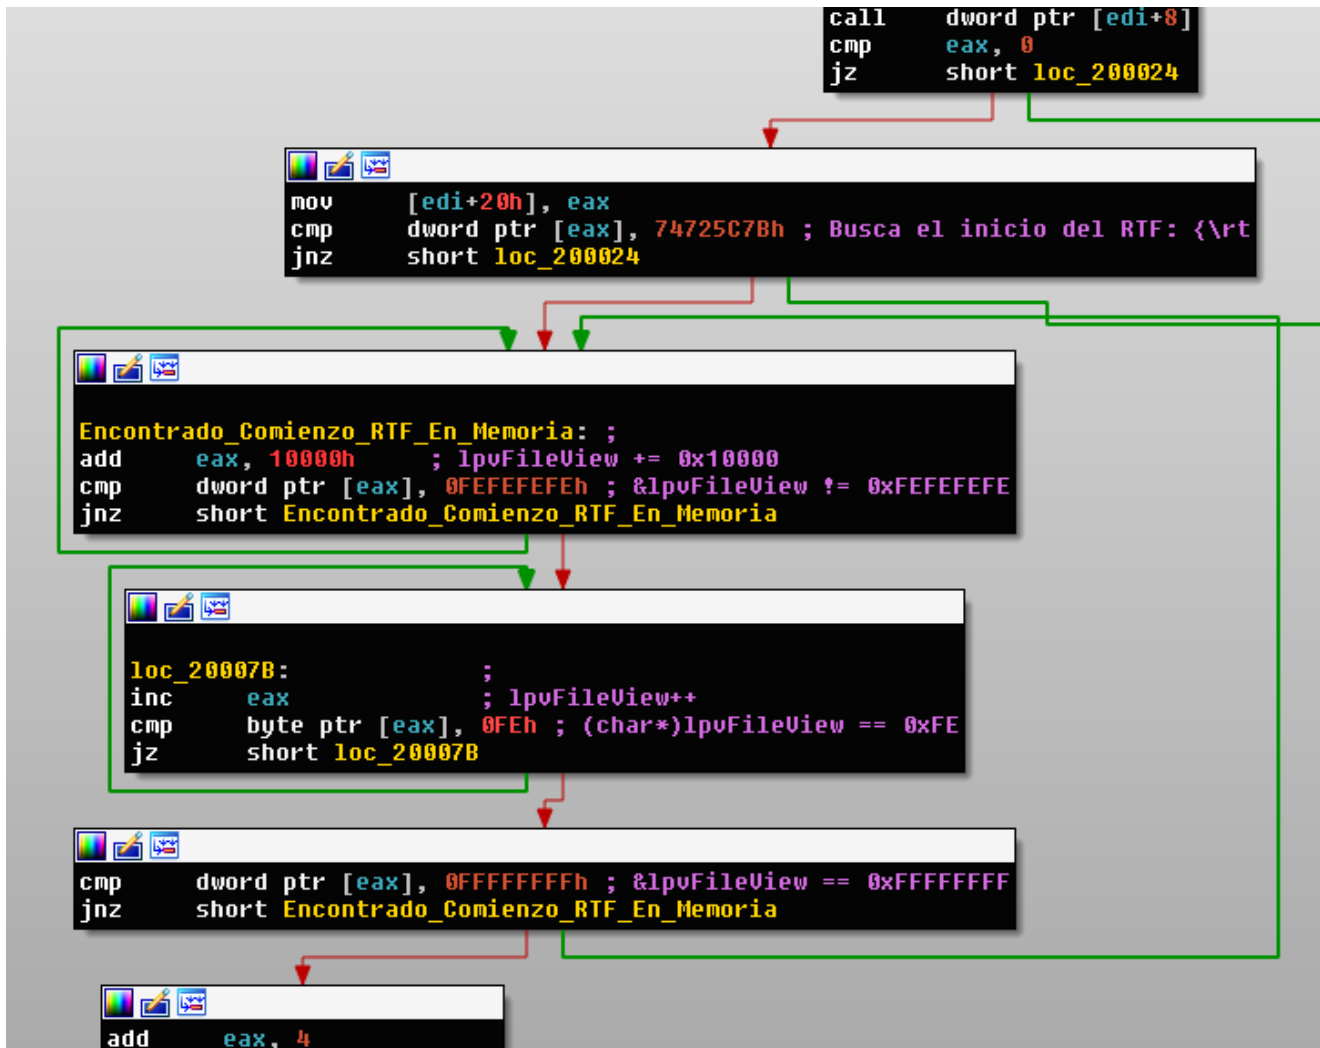 call dword ptr [edi+8]
cmp eax, 0
jz short loc_200024
mov [edi+20h], eax
cmp dword ptr [eax], 74725C7Bh ; Busca el inicio del RTF: {\rt
jnz short loc_200024
Encontrado_Comienzo_RTF_En_Memoria: ;
add eax, 10000h ; lpvFileView += 0x10000
cmp dword ptr [eax], 0FEFEFEFEh ; &lpvFileView != 0xFEFEFEFE
jnz short Encontrado_Comienzo_RTF_En_Memoria
loc_20007B: ;
inc eax ; lpvFileView++
cmp byte ptr [eax], 0FEh ; (char*)lpvFileView == 0xFE
jz short loc_20007B
cmp dword ptr [eax], 0FFFFFFFFh ; &lpvFileView == 0xFFFFFFFF
jnz short Encontrado_Comienzo_RTF_En_Memoria
add eax, 4